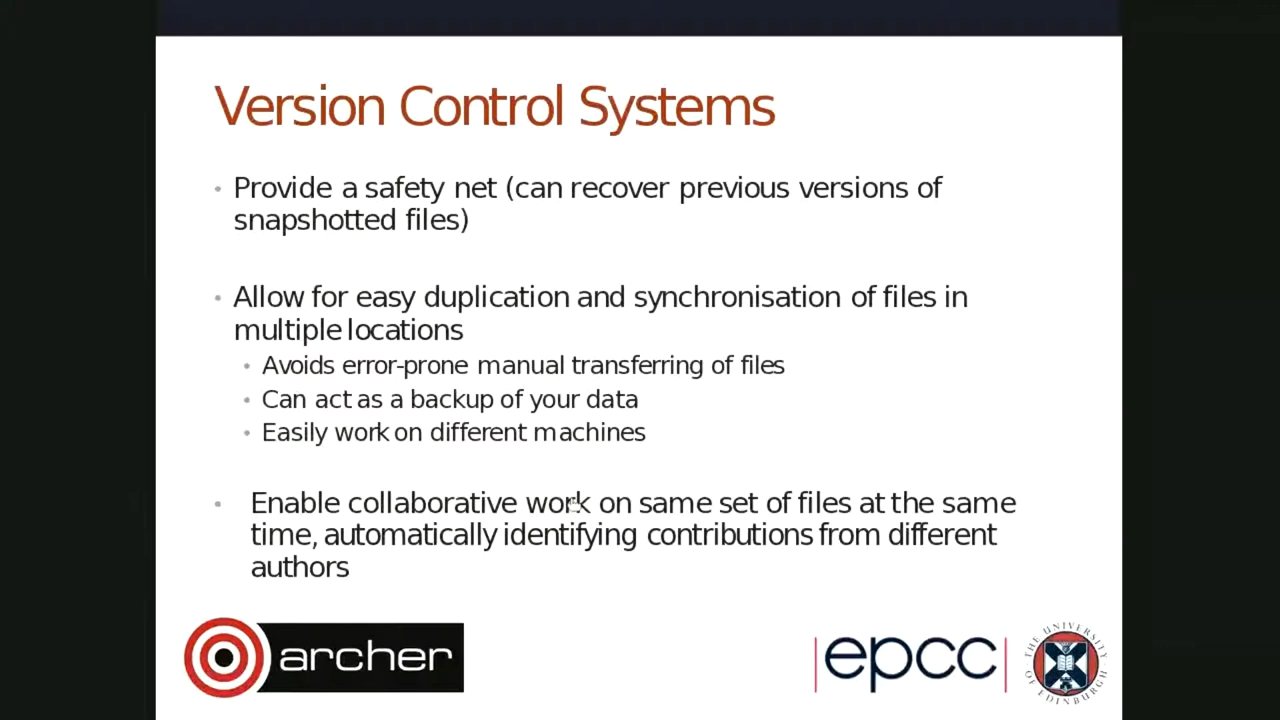 Version Control Systems
• Provide a safety net (can recover previous versions of
snapshotted files)
• Allow for easy duplication and synchronisation of files in
multiple locations
• Avoids error-prone manual transferring of files
• Can act as a backup of your data
• Easily work on different machines
• Enable collaborative work on same set of files at the same
time, automatically identifying contributions from different
authors
archer
epcc
THE UNIVERSITY
OF EDINBURGH